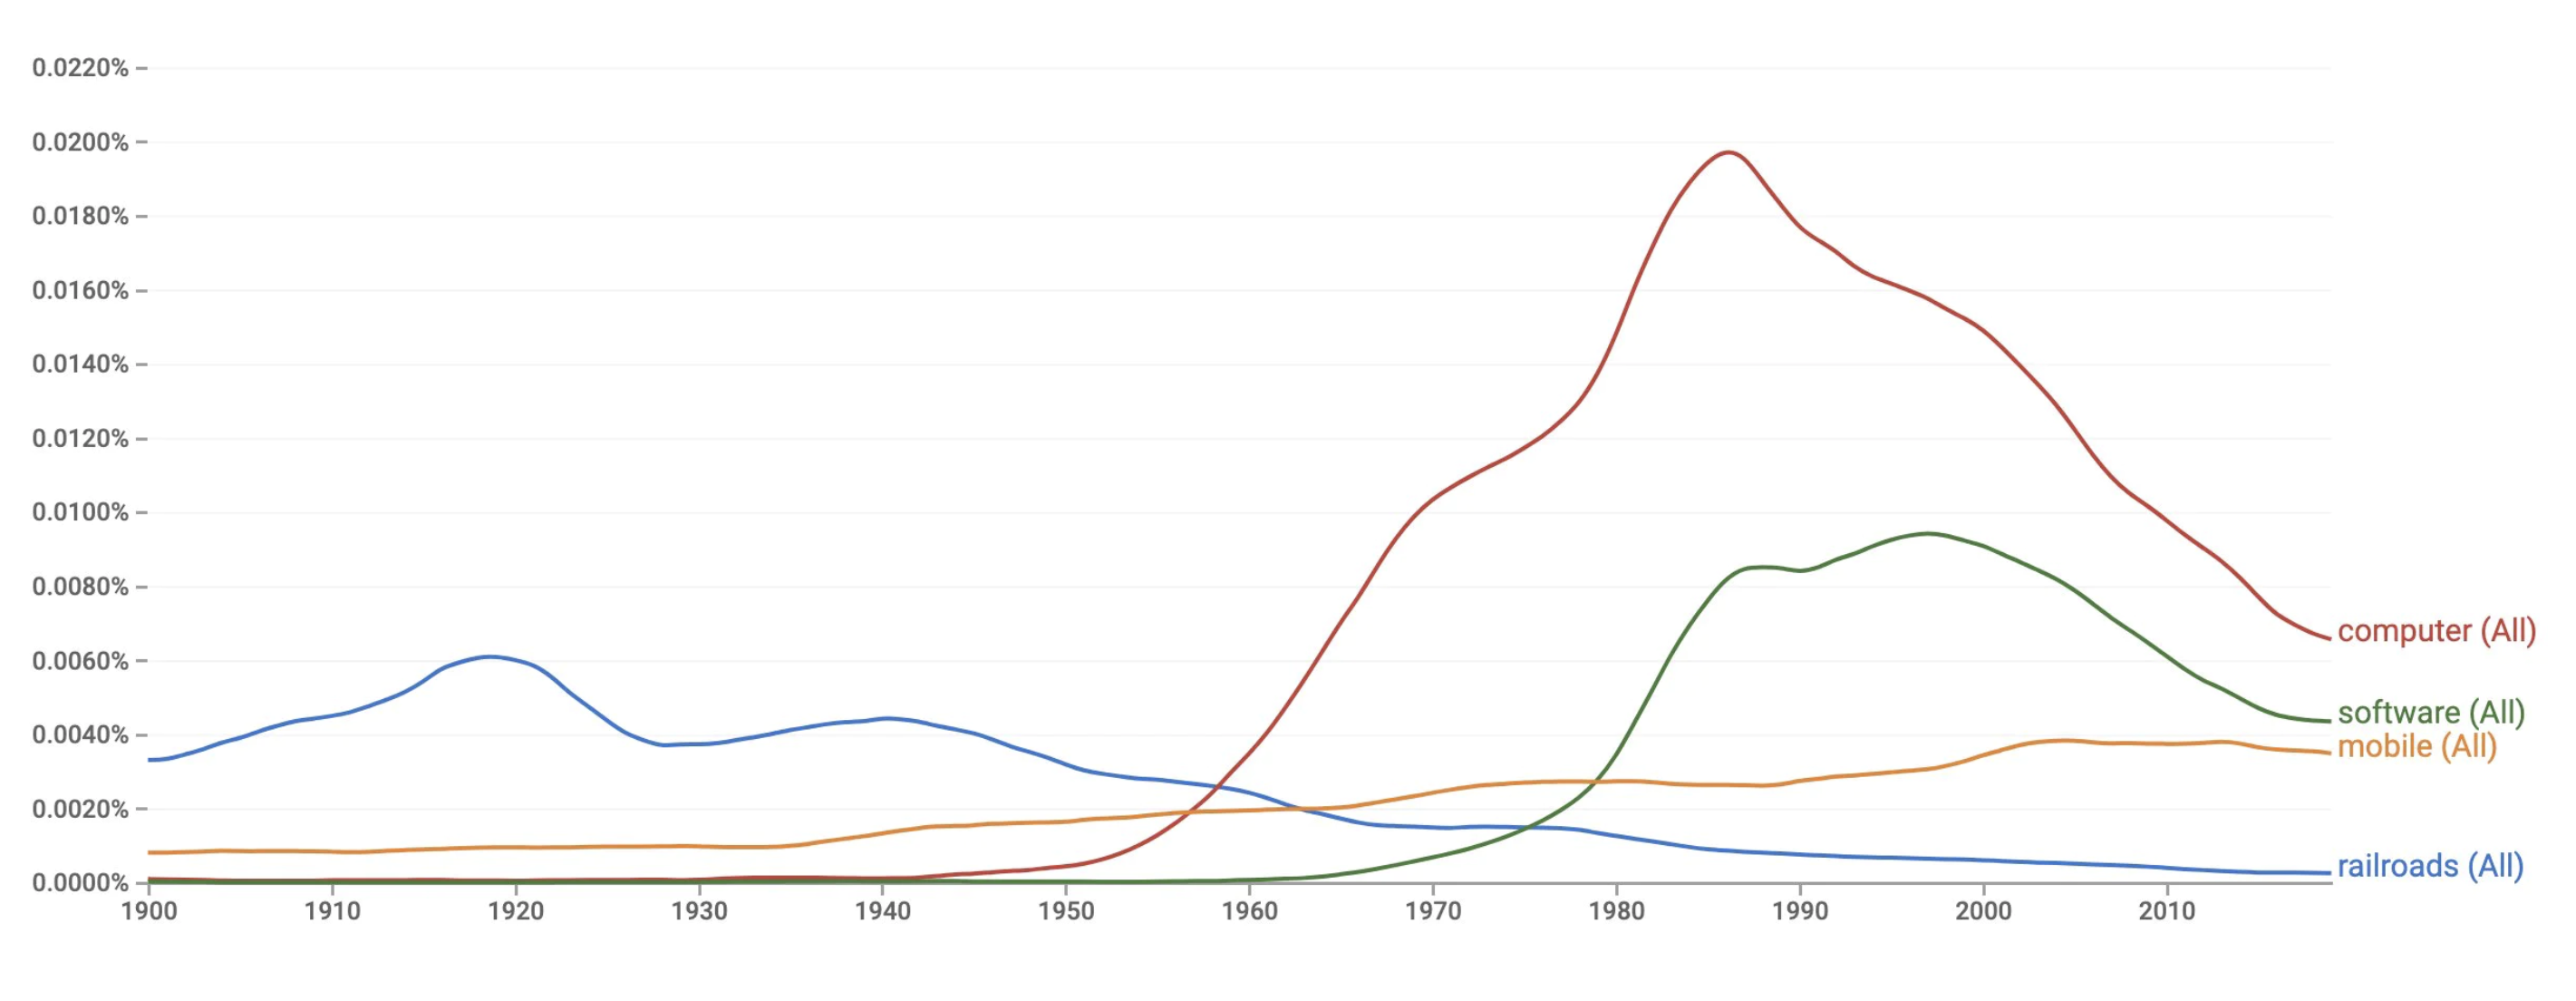 0.0220%
0.0200%
0.0180%
0.0160%
0.0140%
0.0120%
0.0100%
0.0080%
0.0060%
0.0040%
0.0020%
0.0000%
computer (All)
software (All)
mobile (All)
railroads (All)
1900 1910 1920 1930 1940 1950 1960 1970 1980 1990 2000 2010